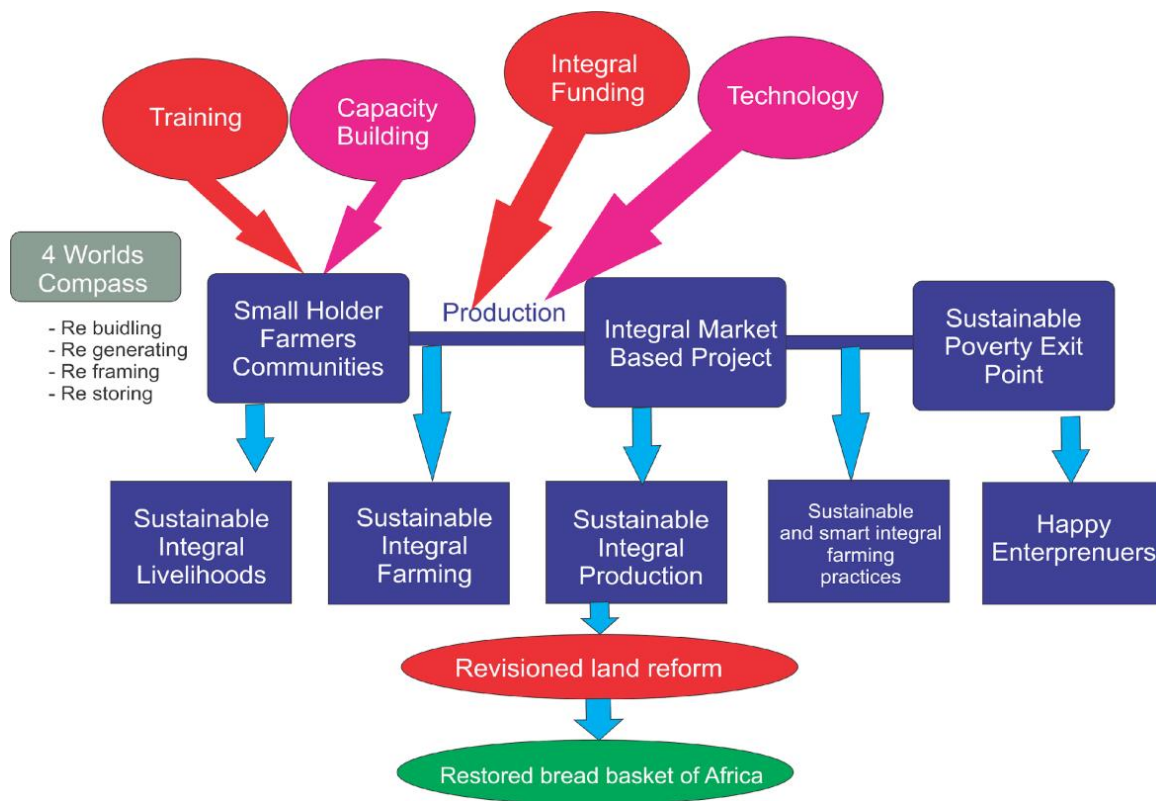 Training
Capacity
Building
Integral
Funding
Technology
4 Worlds
Compass
- Re buidling
- Re generating
- Re framing
- Re storing
Small Holder
Farmers
Communities
Production
Integral Market
Based Project
Sustainable
Poverty Exit
Point
Sustainable
Integral
Livelihoods
Sustainable
Integral
Farming
Sustainable
Integral
Production
Sustainable
and smart integral
farming
practices
Happy
Enterprenuers
Revisioned land reform
Restored bread basket of Africa